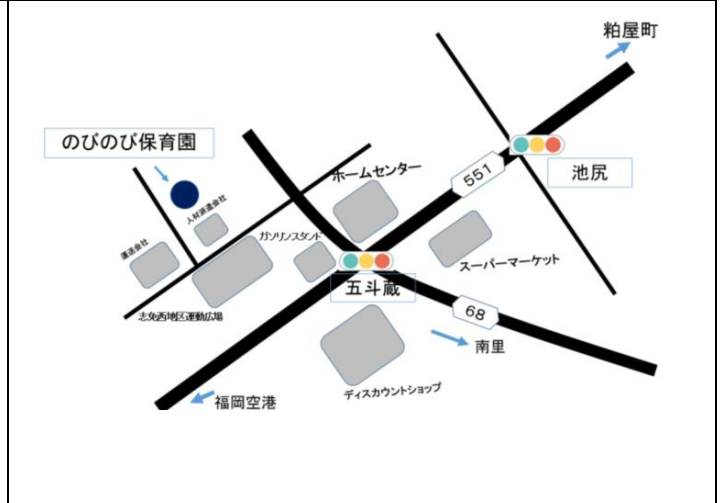 粕屋町
のびのび保育園
ホームセンター
551
池尻
人材派遣会社
ガソリンスタンド
運送会社
スーパーマーケット
五斗蔵
68
志免西地区運動広場
南里
ディスカウントショップ
福岡空港